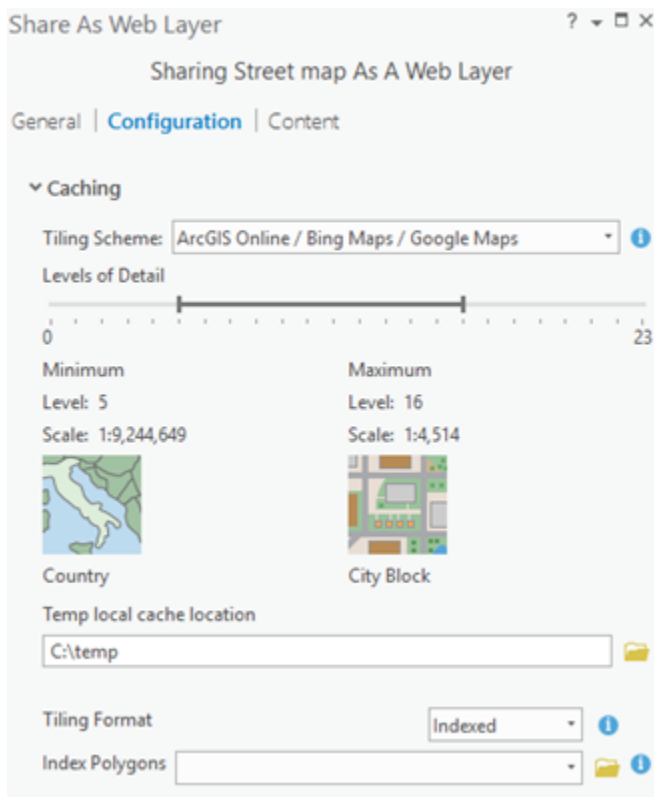 Share As Web Layer
Sharing Street map As A Web Layer
General | Configuration | Content
Caching
Tiling Scheme: ArcGIS Online / Bing Maps / Google Maps
Levels of Detail
0 23
Minimum Maximum
Level: 5 Level: 16
Scale: 1:9,244,649 Scale: 1:4,514
Country City Block
Temp local cache location
C:\temp
Tiling Format Indexed
Index Polygons